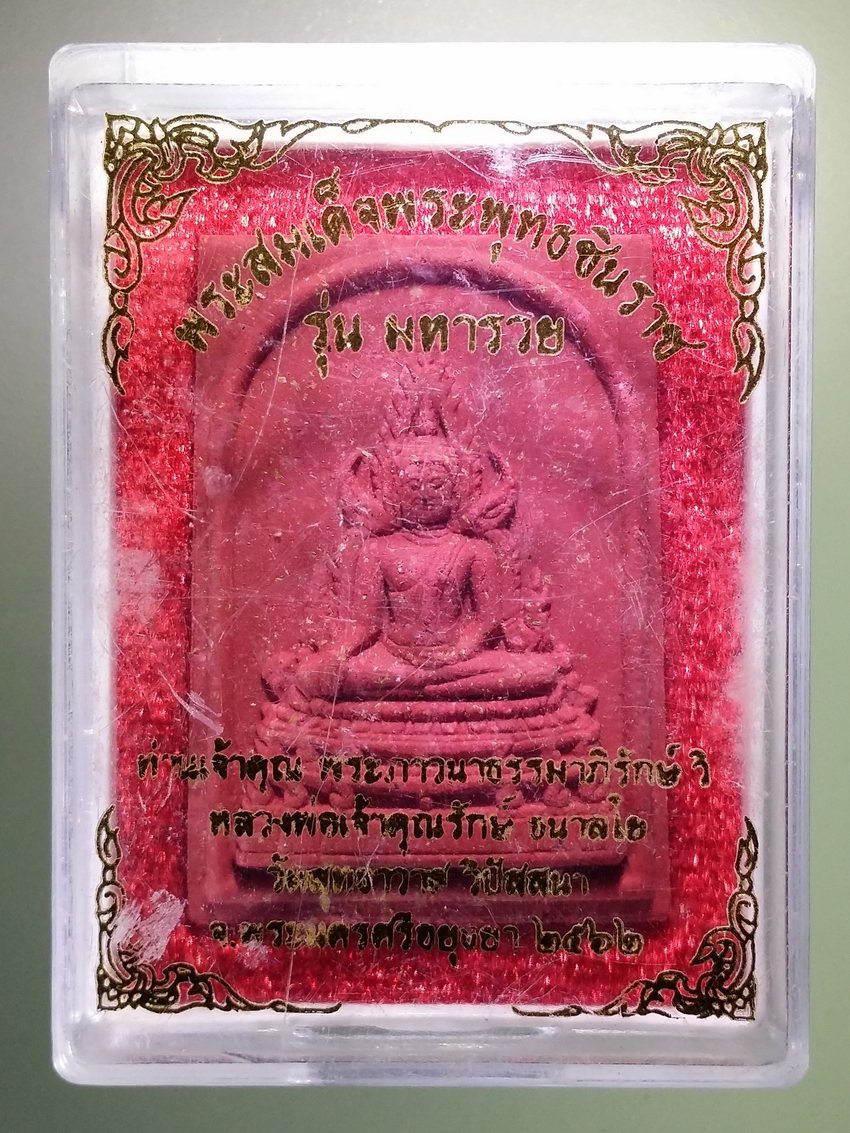 พระสมเด็จพระพุทธชินราช
รุ่น มหารวย
ท่านเจ้าคุณ พระภาวนาธรรมาภิรักษ์ วิ
หลวงพ่อเจ้าคุณรักษ์ อนาลโย
วัดสุทธาวาส วิปัสสนา
จ.พระนครศรีอยุธยา ๒๕๖๒